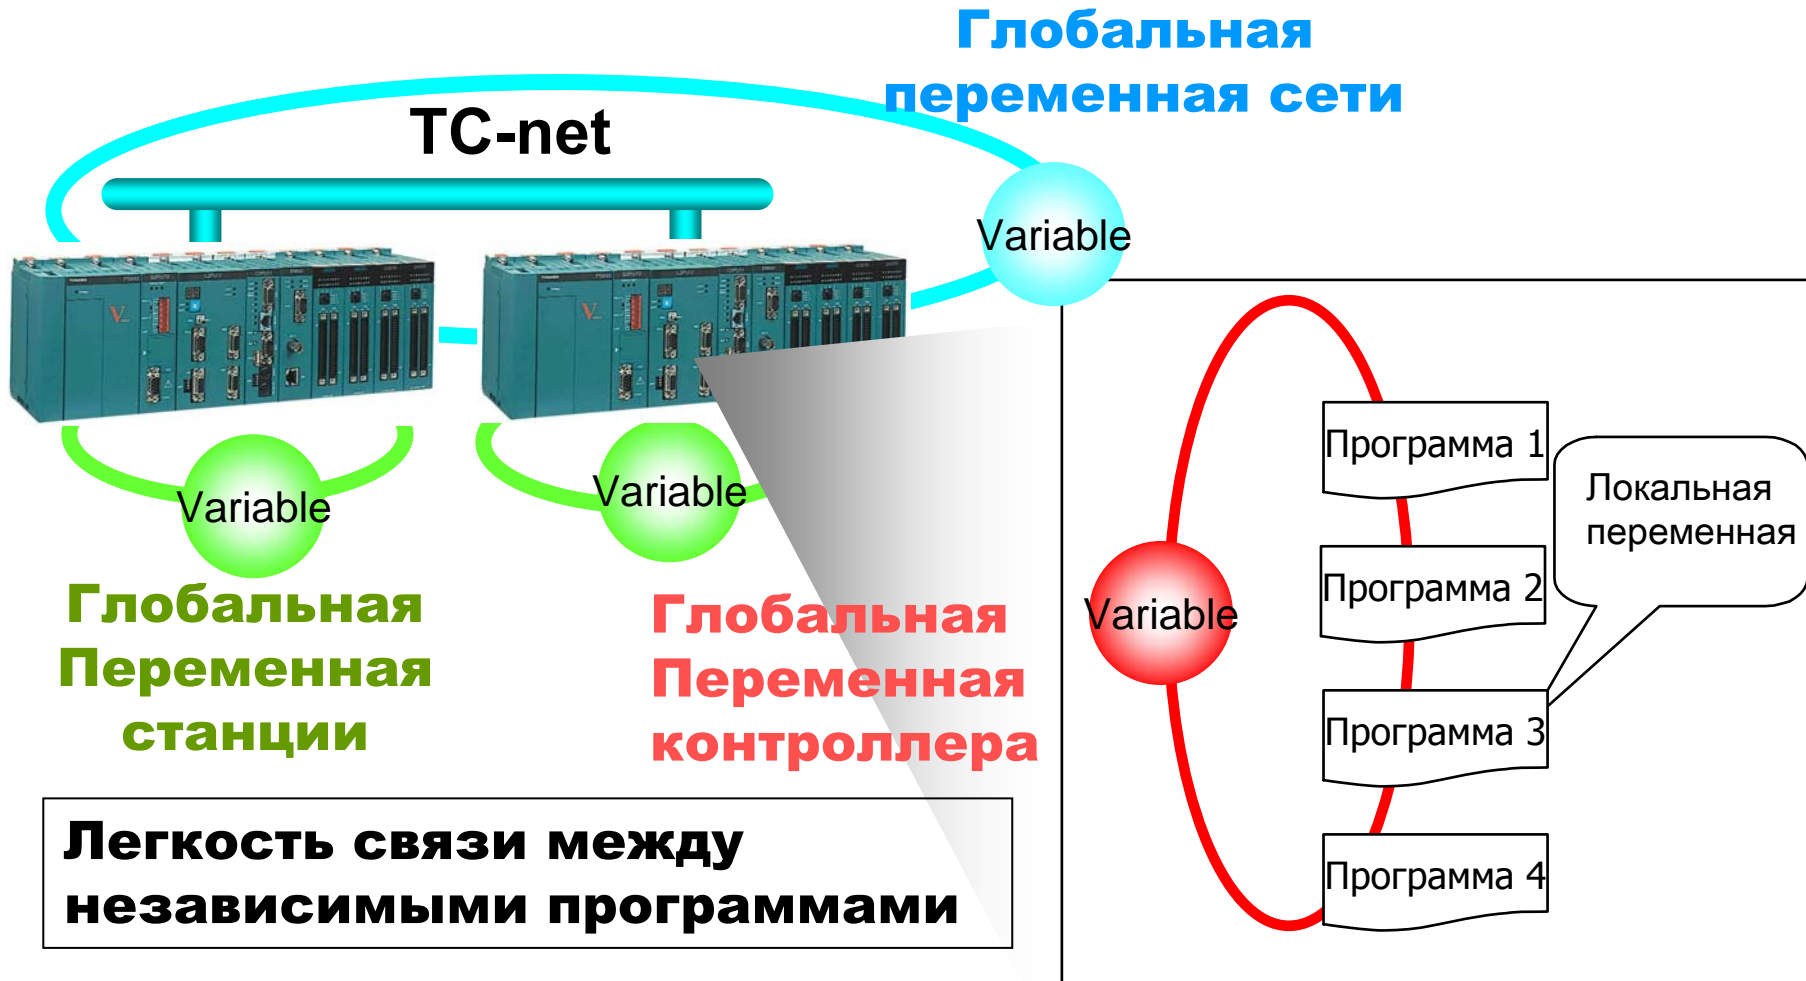 Глобальная
переменная сети
TC-net
Variable
V
V
Variable
Variable
Глобальная
Переменная
станции
Глобальная
Переменная
контроллера
Легкость связи между
независимыми программами
Variable
Программа 1
Программа 2
Программа 3
Программа 4
Локальная
переменная